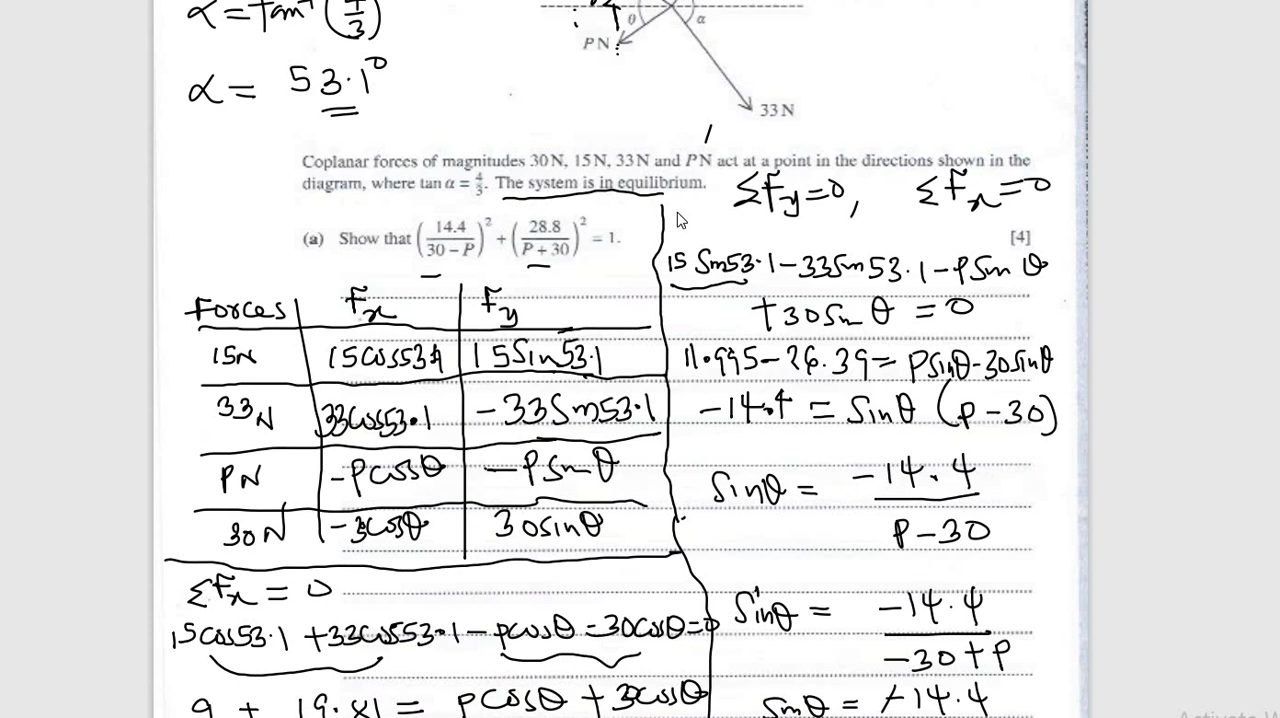 α = tan⁻¹ (4/3)
α = 53.1°
θ
α
PN
33 N
Coplanar forces of magnitudes 30 N, 15 N, 33 N and P N act at a point in the directions shown in the
diagram, where tan α = 4/3. The system is in equilibrium.
ΣFy=0, ΣFx=0
(a) Show that (14.4/(30 − P))² + (28.8/(P + 30))² = 1. [4]
Forces | Fx | Fy
15N | 15cos53.1 | 15Sin53.1
33N | 33cos53.1 | -33Sin53.1
PN | -Pcosθ | -PSinθ
30N | -30cosθ | 30sinθ
ΣFx = 0
15cos53.1 + 33cos53.1 - pcosθ = 30cosθ=0
9 + 19.81 = pcosθ + 30cosθ
15 Sin53.1 - 33Sin53.1 - PSinθ
+30Sinθ = 0
11.995 - 26.39 = PSinθ - 30sinθ
-14.4 = Sinθ (P-30)
Sinθ = -14.4
P-30
Sinθ = -14.4
-30+P
Sinθ = +14.4